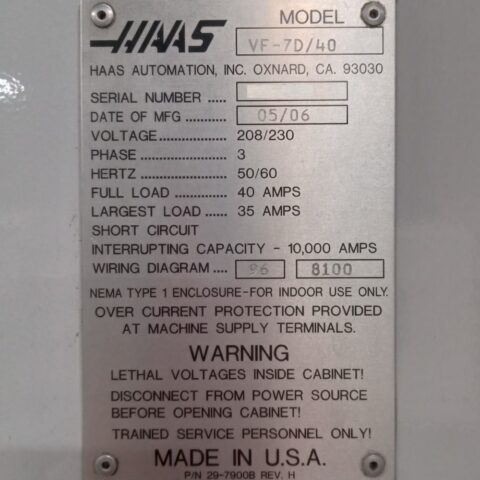 HAAS
MODEL
VF-7D/40
HAAS AUTOMATION, INC. OXNARD, CA. 93030
SERIAL NUMBER .....
DATE OF MFG ........... 05/06
VOLTAGE................. 208/230
PHASE ..................... 3
HERTZ ..................... 50/60
FULL LOAD ............. 40 AMPS
LARGEST LOAD ...... 35 AMPS
SHORT CIRCUIT
INTERRUPTING CAPACITY - 10,000 AMPS
WIRING DIAGRAM .... 96 8100
NEMA TYPE 1 ENCLOSURE-FOR INDOOR USE ONLY.
OVER CURRENT PROTECTION PROVIDED
AT MACHINE SUPPLY TERMINALS.
WARNING
LETHAL VOLTAGES INSIDE CABINET!
DISCONNECT FROM POWER SOURCE
BEFORE OPENING CABINET!
TRAINED SERVICE PERSONNEL ONLY!
MADE IN U.S.A.
P/N 29-7900B REV. H